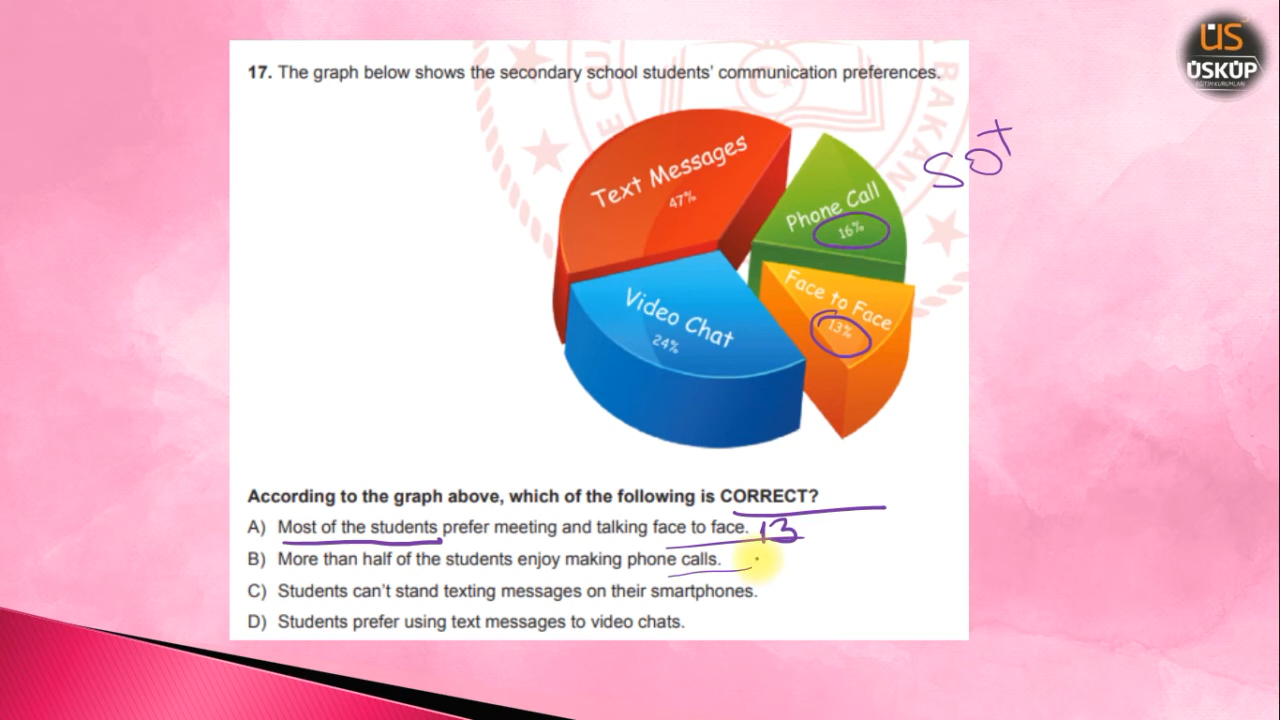 ÜS
ÜSKÜP
EĞİTİM KURUMLARI
17. The graph below shows the secondary school students' communication preferences.
Text Messages
47%
Phone Call
16%
Face to Face
13%
Video Chat
24%
According to the graph above, which of the following is CORRECT?
A) Most of the students prefer meeting and talking face to face. 13
B) More than half of the students enjoy making phone calls.
C) Students can't stand texting messages on their smartphones.
D) Students prefer using text messages to video chats.